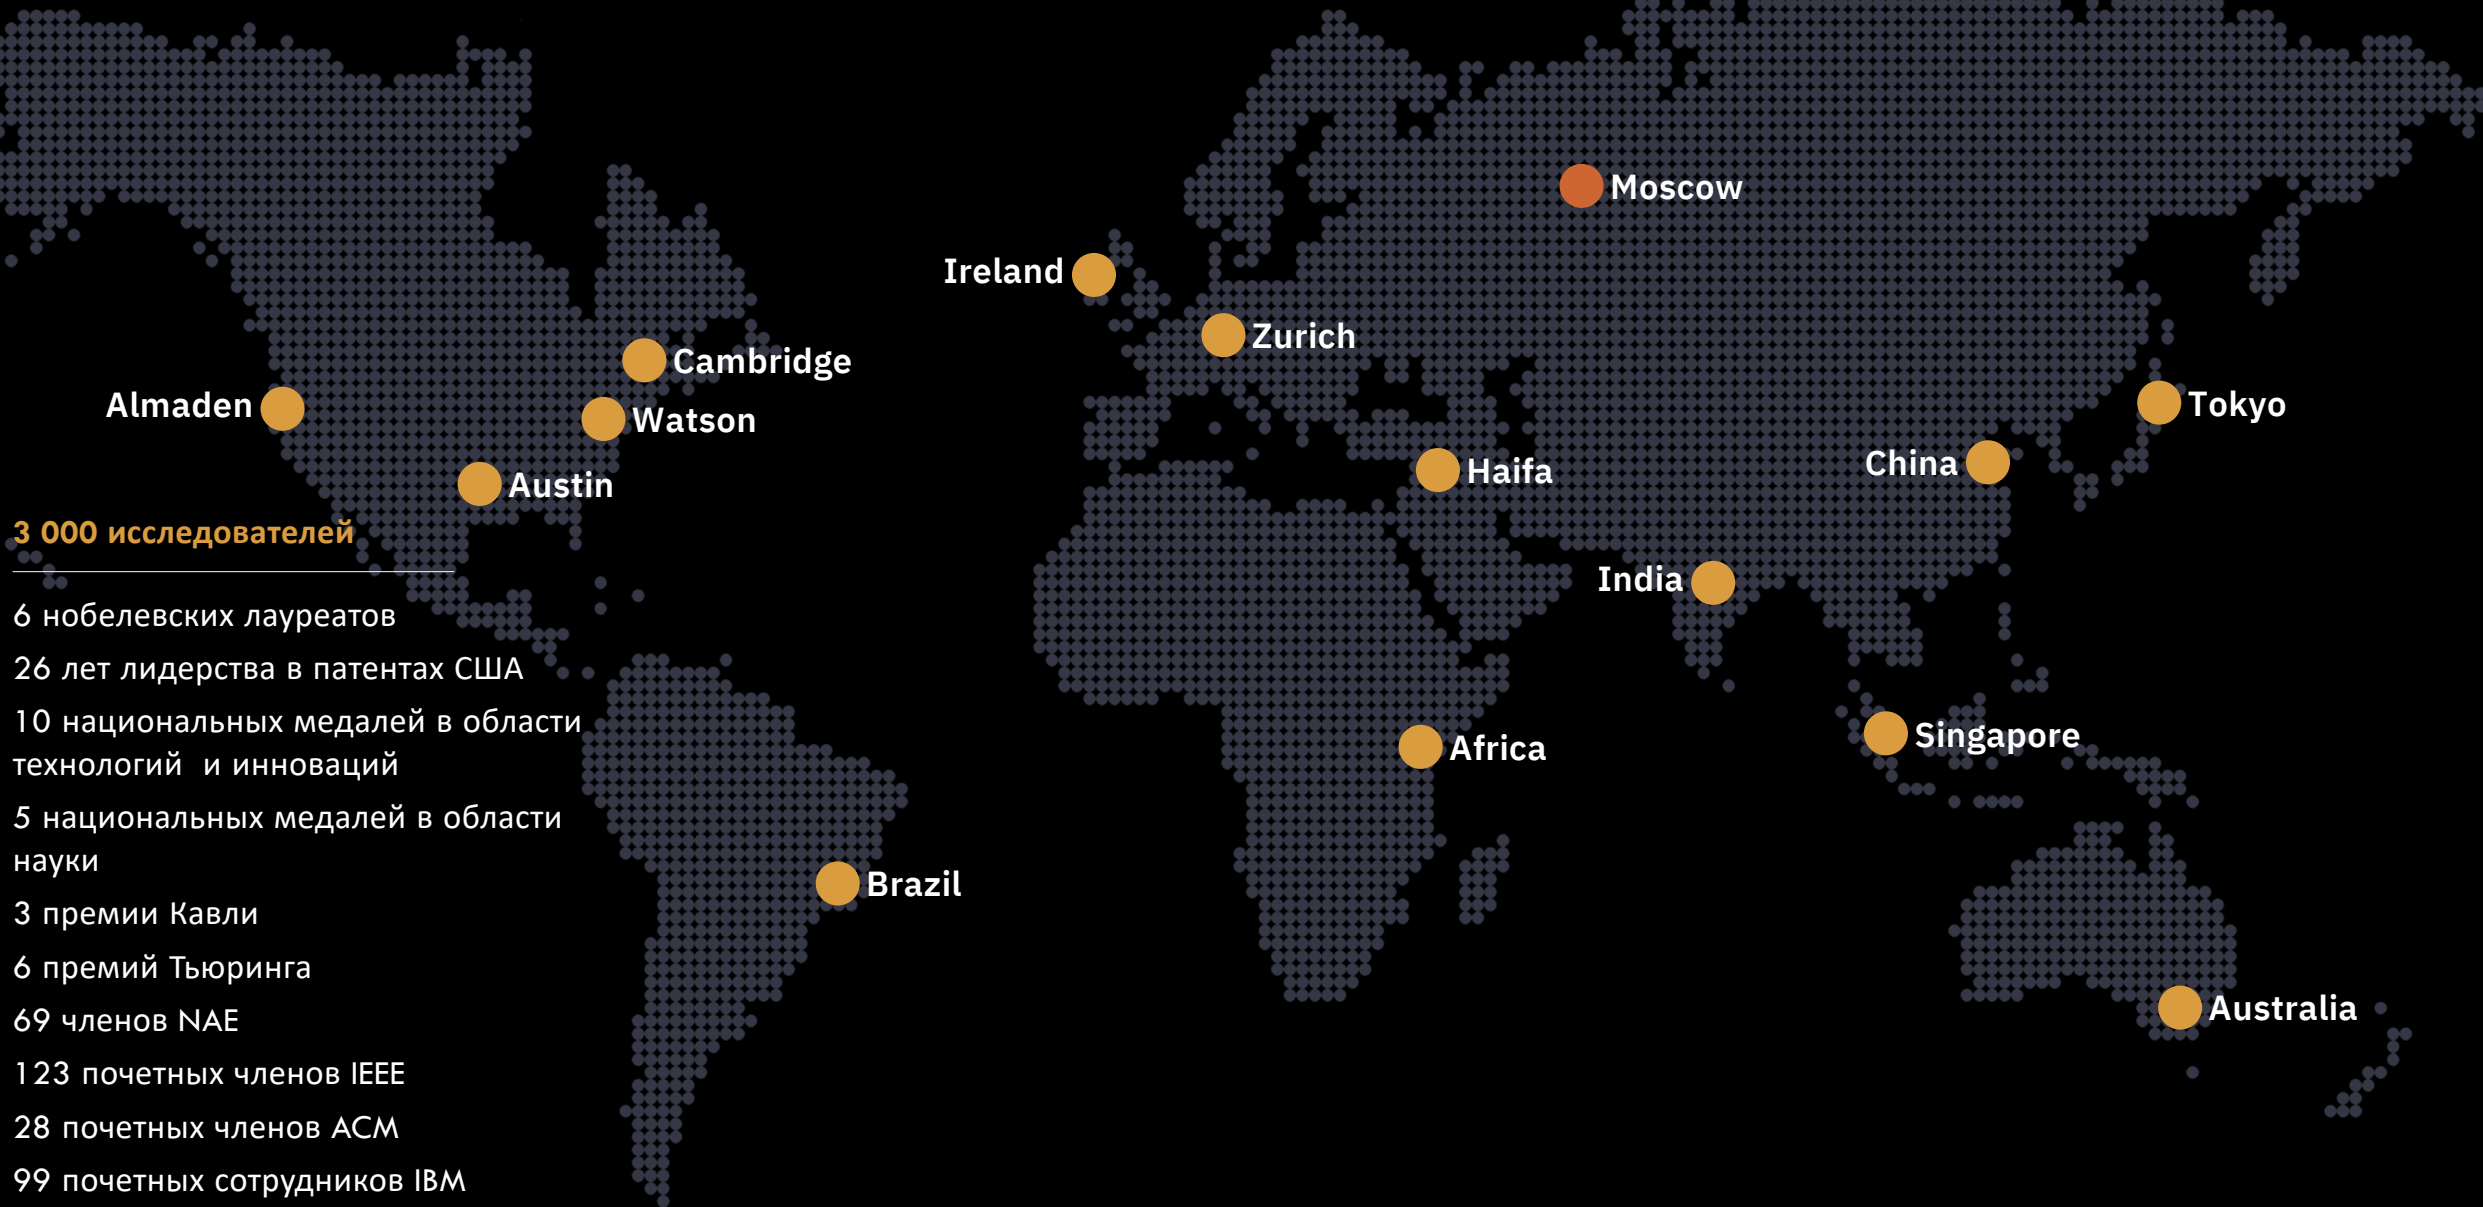 Moscow
Ireland
Zurich
Cambridge
Almaden
Watson
Tokyo
Austin
Haifa
China
3 000 исследователей
India
6 нобелевских лауреатов
26 лет лидерства в патентах США
10 национальных медалей в области
технологий и инноваций
5 национальных медалей в области
науки
3 премии Кавли
6 премий Тьюринга
69 членов NAE
123 почетных членов IEEE
28 почетных членов ACM
99 почетных сотрудников IBM
Singapore
Africa
Brazil
Australia